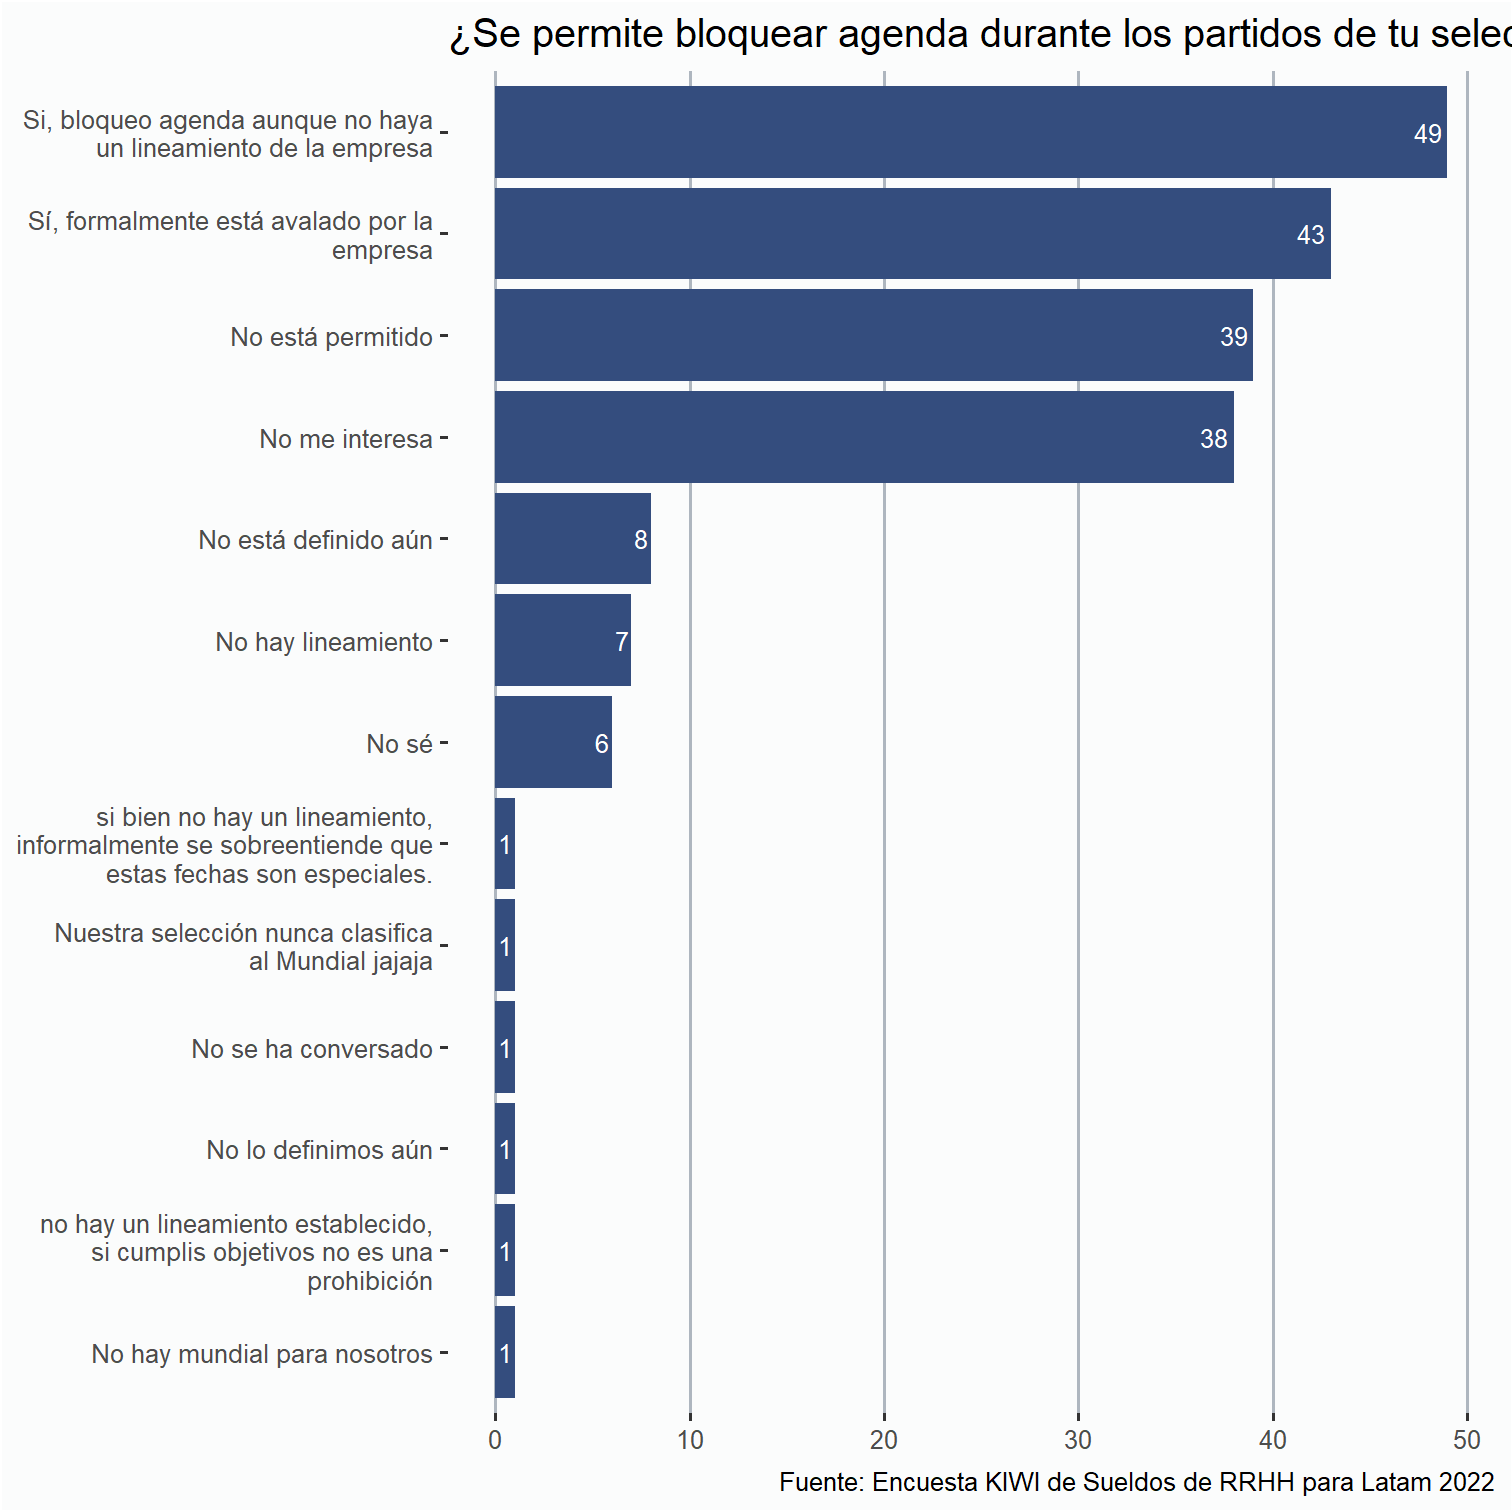 ¿Se permite bloquear agenda durante los partidos de tu
Si, bloqueo agenda aunque no haya
un lineamiento de la empresa
49
Sí, formalmente está avalado por la
empresa
43
No está permitido
39
No me interesa
38
No está definido aún
8
No hay lineamiento
7
No sé
6
si bien no hay un lineamiento,
informalmente se sobreentiende que
estas fechas son especiales.
1
Nuestra selección nunca clasifica
al Mundial jajaja
1
No se ha conversado
1
No lo definimos aún
1
no hay un lineamiento establecido,
si cumplis objetivos no es una
prohibición
1
No hay mundial para nosotros
1
0 10 20 30 40 50
Fuente: Encuesta KIWI de Sueldos de RRHH para Latam 2022